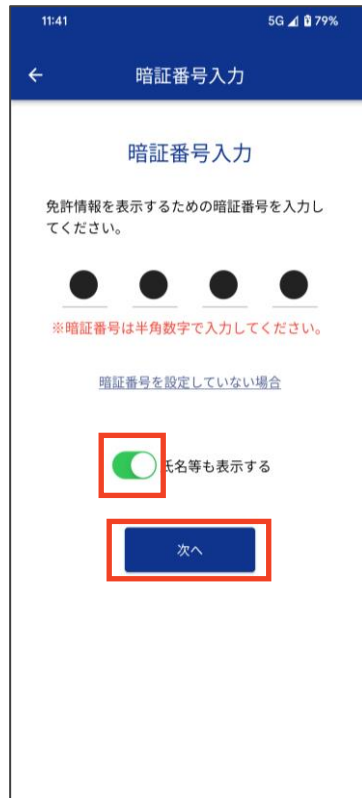 11:41 5G 79%
← 暗証番号入力
暗証番号入力
免許情報を表示するための暗証番号を入力し
てください。
※暗証番号は半角数字で入力してください。
暗証番号を設定していない場合
氏名等も表示する
次へ